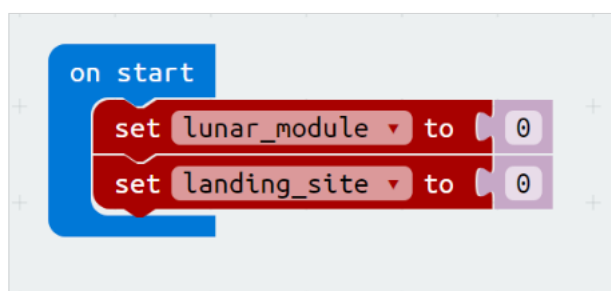 on start
set lunar_module ▾ to 0
set landing_site ▾ to 0